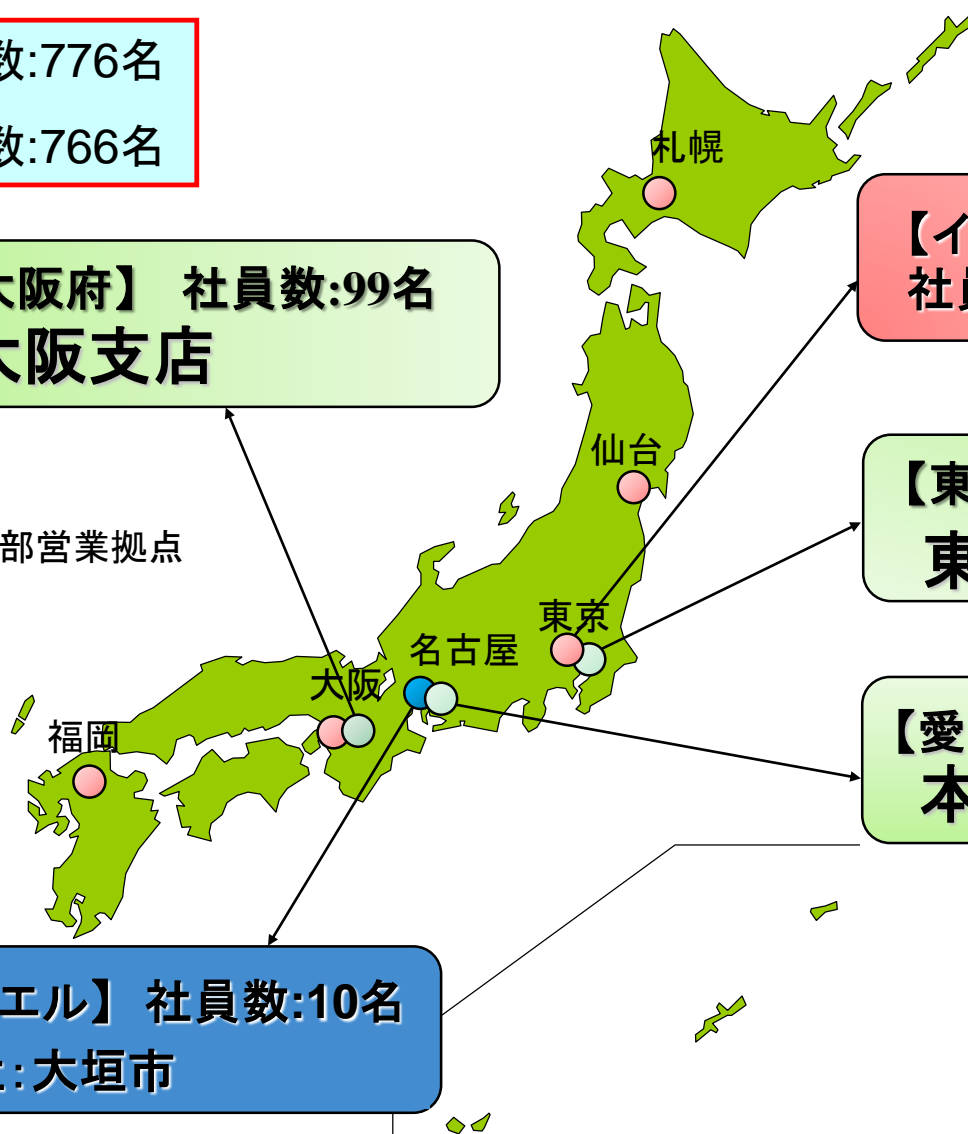 数:776名
数:766名
札幌
【イ
社員
大阪府】 社員数:99名
大阪支店
仙台
【東
東
部営業拠点
東京
名古屋
大阪
【愛
本
福岡
エル】 社員数:10名
:大垣市